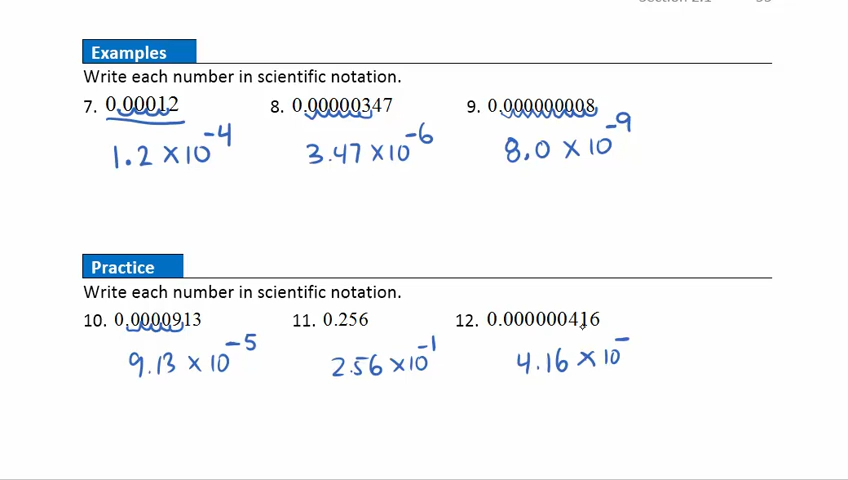 Examples
Write each number in scientific notation.
7. 0.00012 8. 0.00000347 9. 0.000000008
1.2 × 10⁻⁴ 3.47 × 10⁻⁶ 8.0 × 10⁻⁹
Practice
Write each number in scientific notation.
10. 0.0000913 11. 0.256 12. 0.000000416
9.13 × 10⁻⁵ 2.56 × 10⁻¹ 4.16 × 10⁻